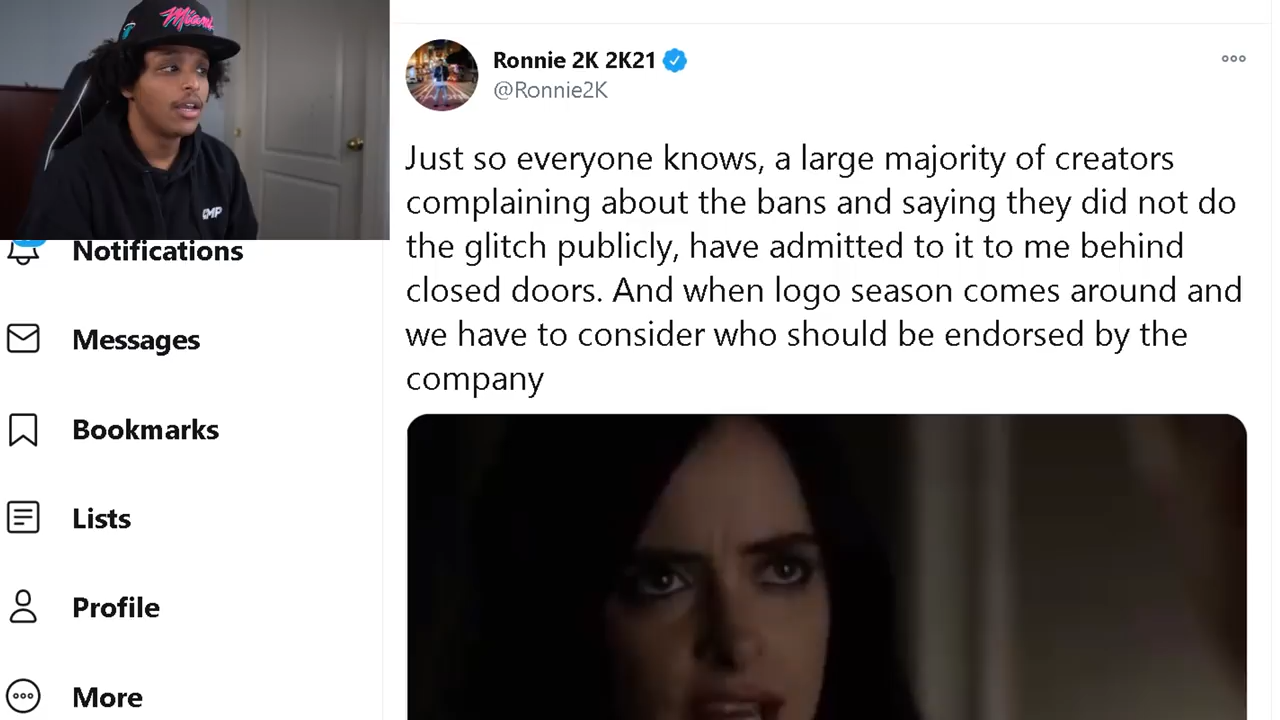 Miami
MP
Ronnie 2K 2K21
@Ronnie2K
Just so everyone knows, a large majority of creators
complaining about the bans and saying they did not do
the glitch publicly, have admitted to it to me behind
closed doors. And when logo season comes around and
we have to consider who should be endorsed by the
company
Notifications
Messages
Bookmarks
Lists
Profile
More